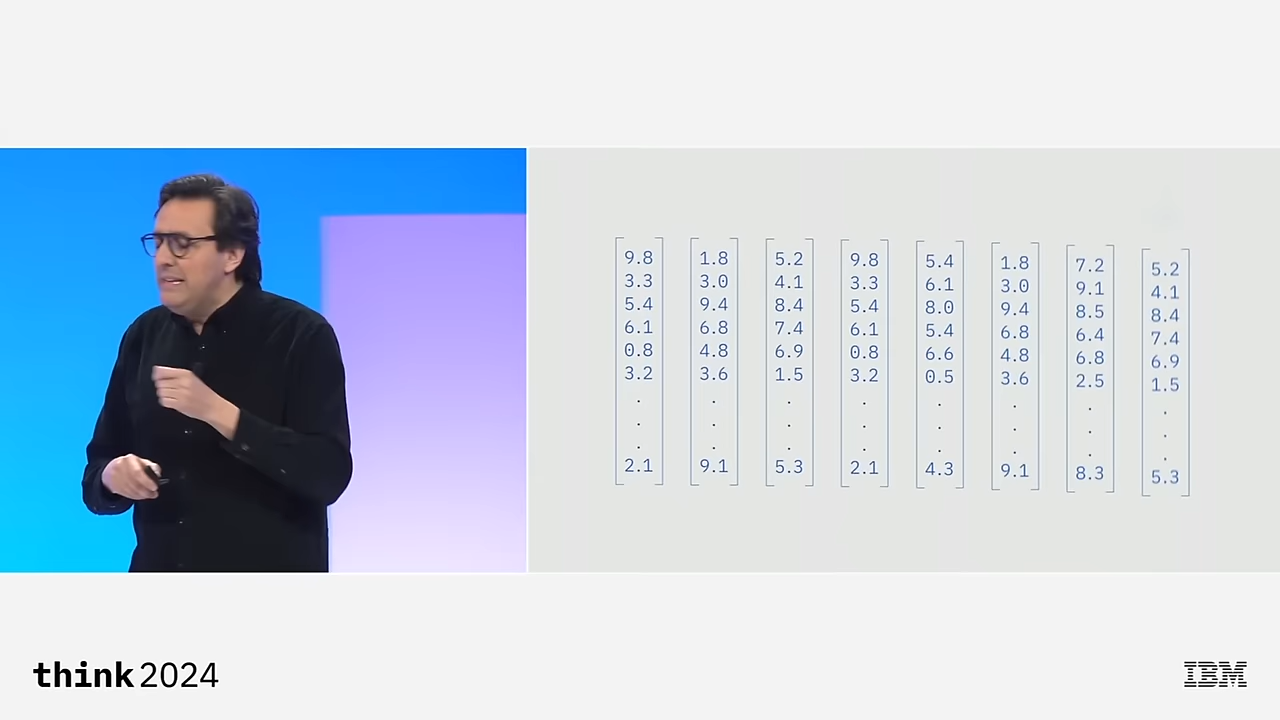 9.8 1.8 5.2 9.8 5.4 1.8 7.2 5.2
3.3 3.0 4.1 3.3 6.1 3.0 9.1 4.1
5.4 9.4 8.4 5.4 8.0 9.4 8.5 8.4
6.1 6.8 7.4 6.1 5.4 6.8 6.4 7.4
0.8 4.8 6.9 0.8 6.6 4.8 6.8 6.9
3.2 3.6 1.5 3.2 0.5 3.6 2.5 1.5
. . . . . . . .
. . . . . . . .
. . . . . . . .
2.1 9.1 5.3 2.1 4.3 9.1 8.3 5.3
think 2024
IBM